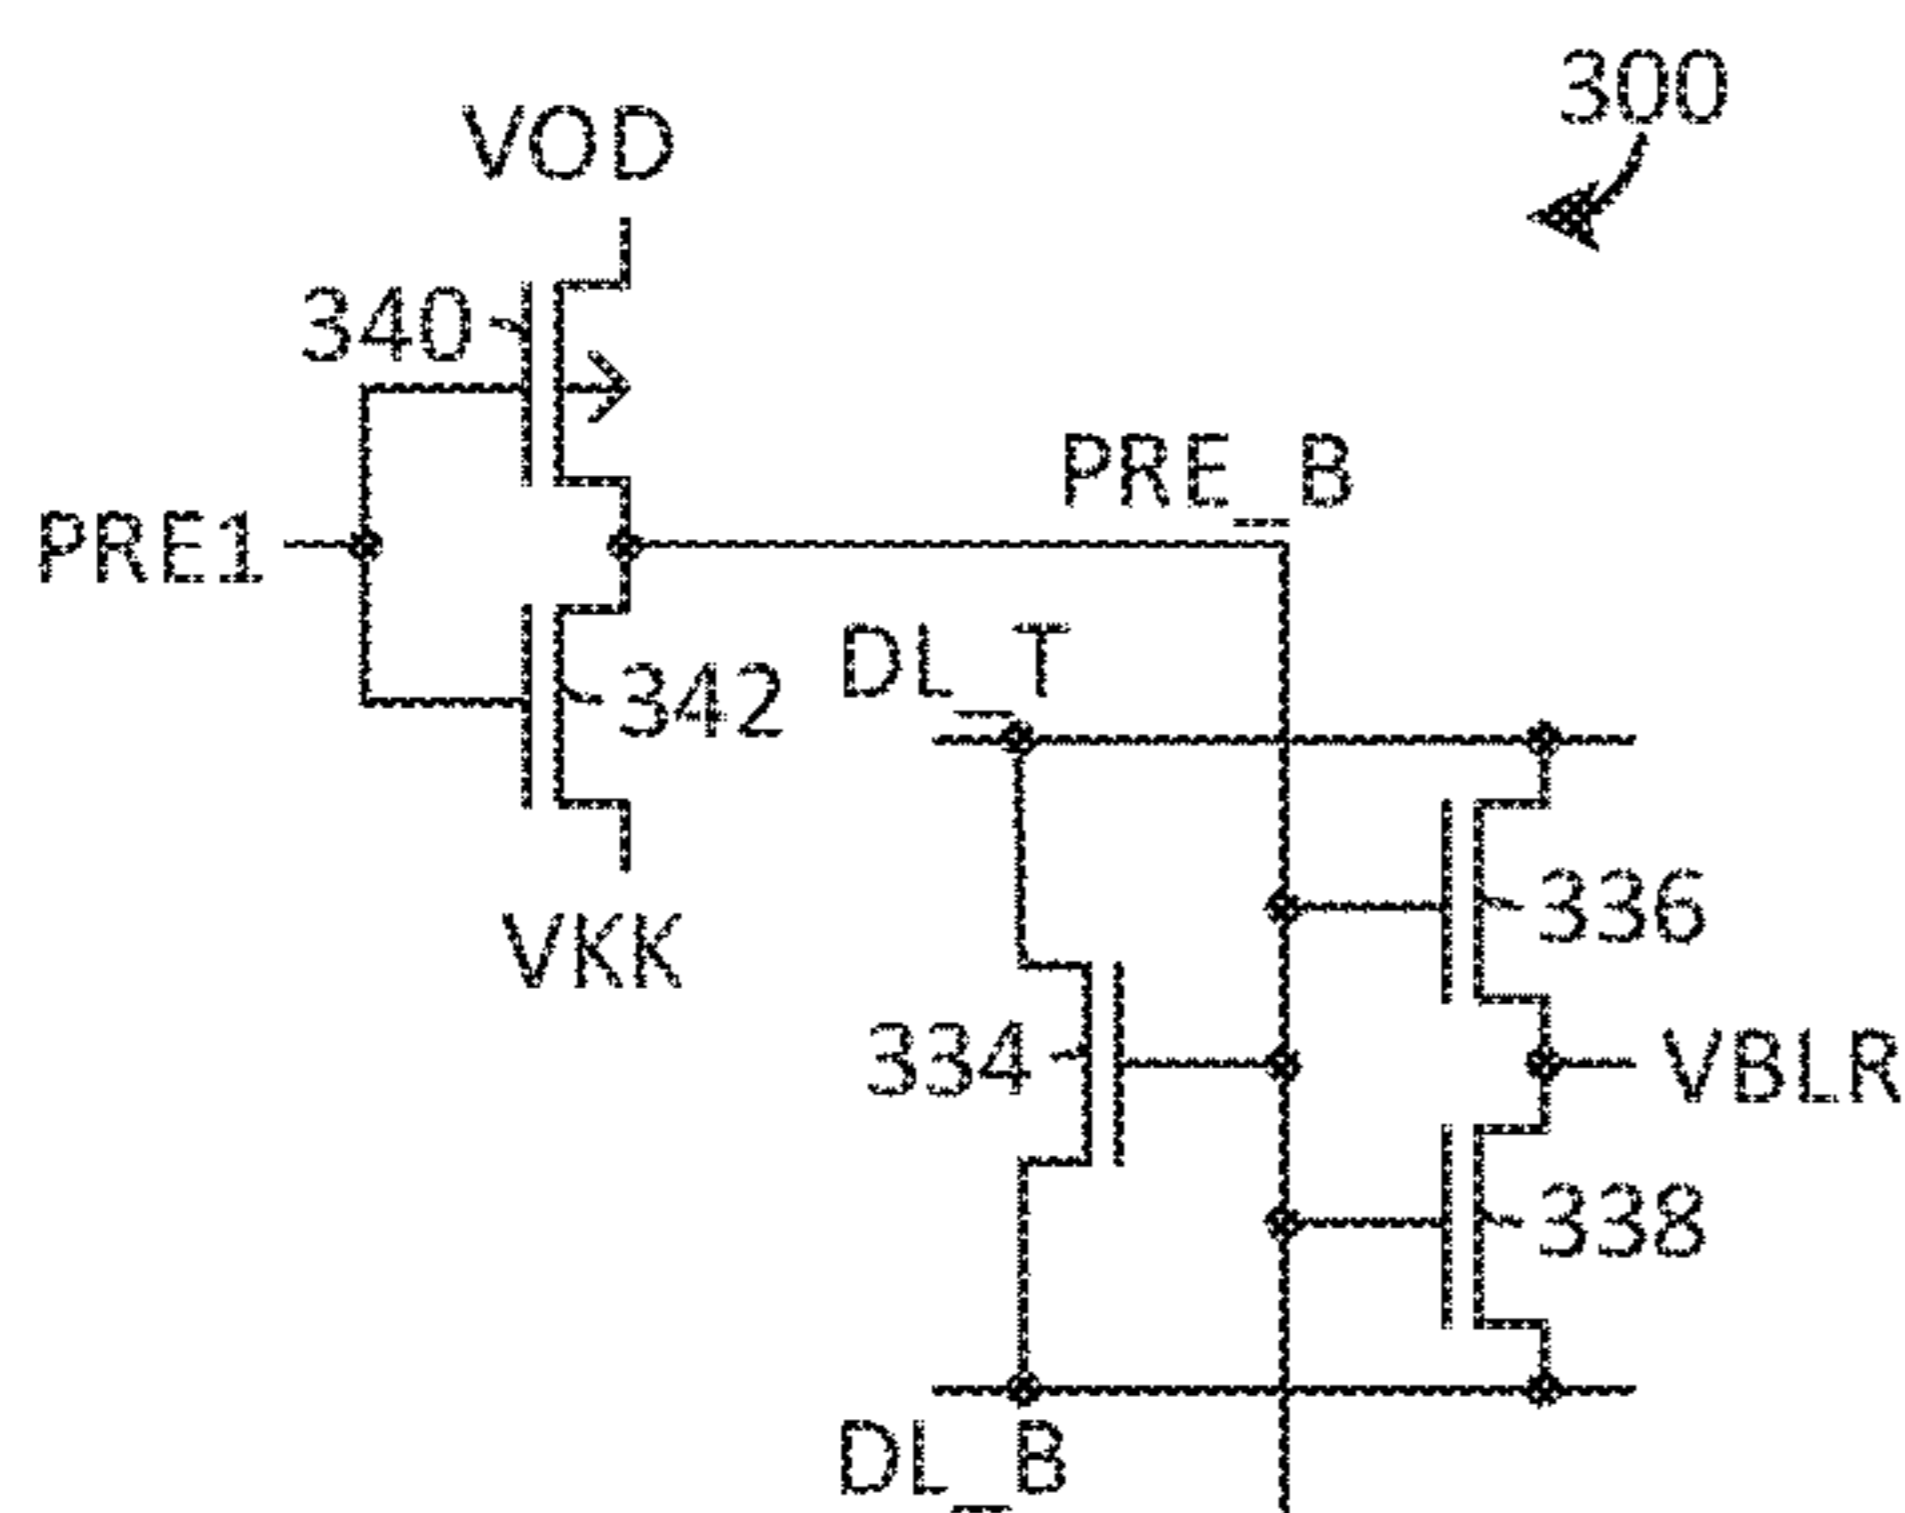 300
VOD
340
PRE_B
PRE1
DL_T
342
336
VKK
334
VBLR
338
DL_B